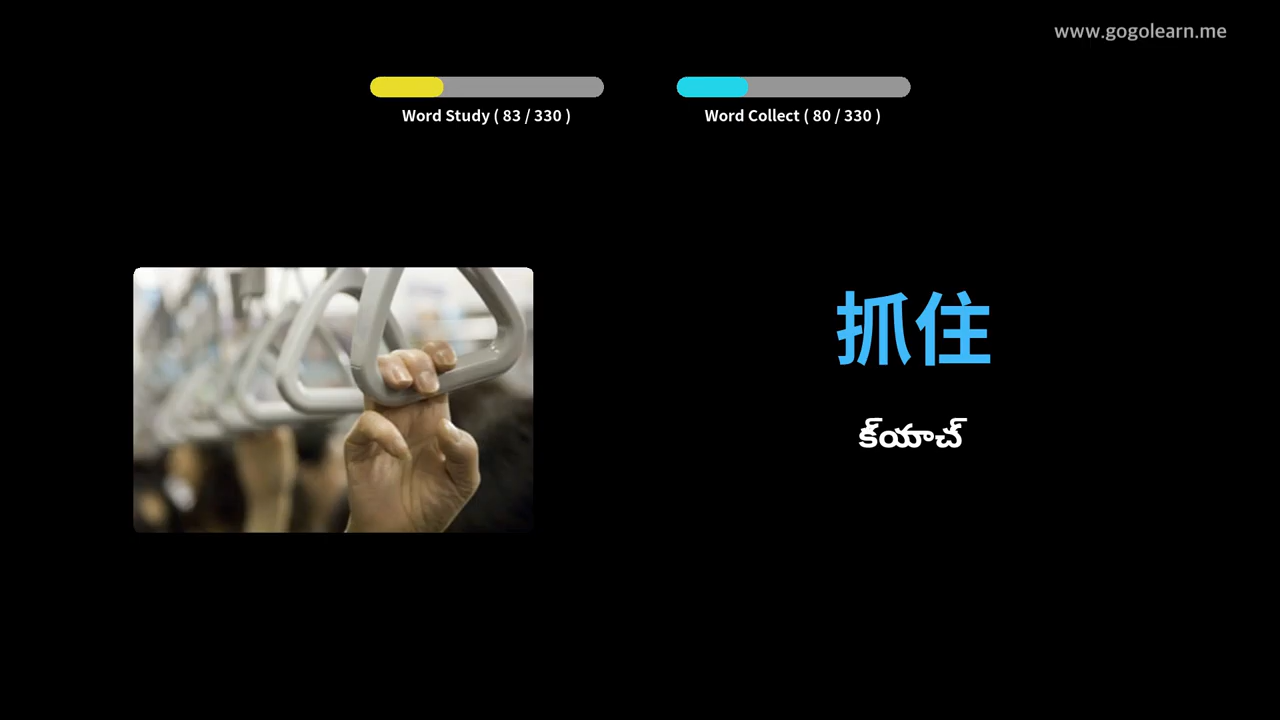 www.gogolearn.me
Word Study ( 83 / 330 )
Word Collect ( 80 / 330 )
抓住
క్‌యాచ్